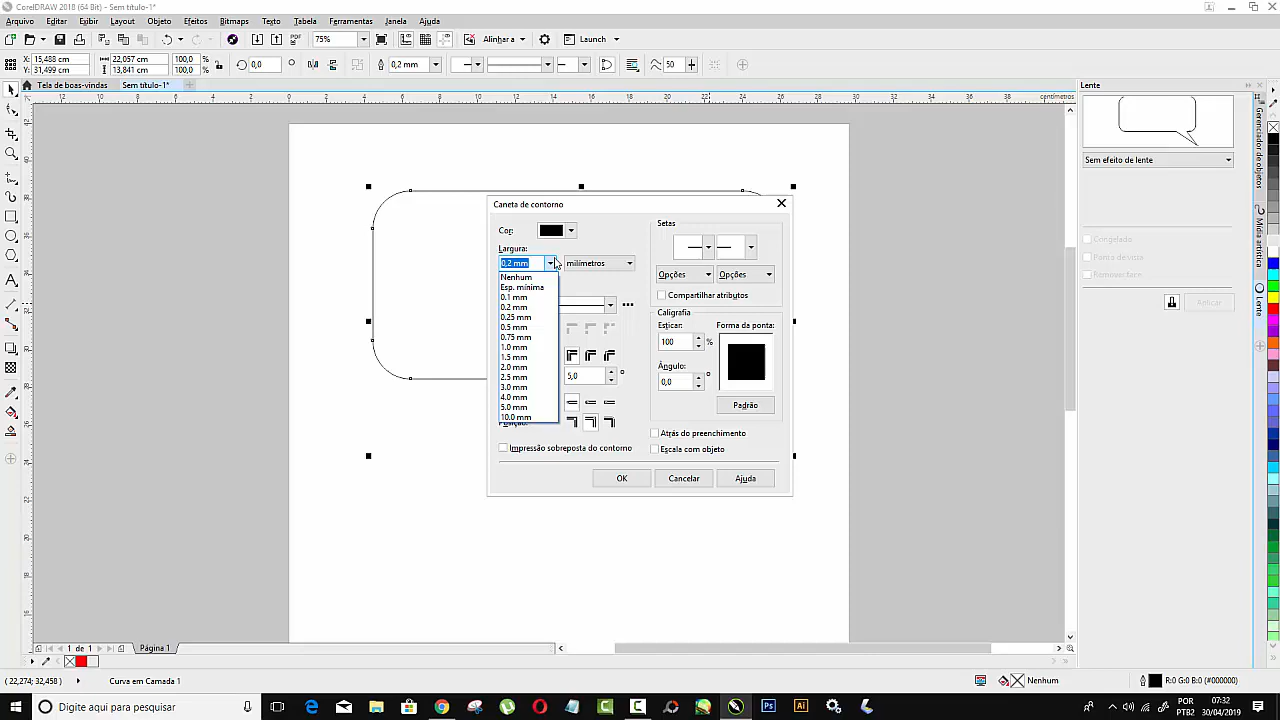 CorelDRAW 2018 (64 Bit) - Sem título-1*
Arquivo Editar Exibir Layout Objeto Efeitos Bitmaps Texto Tabela Ferramentas Janela Ajuda
75% Alinhar a Launch
X: 15,488 cm 22,057 cm 100,0 % 0,0 ° 0,2 mm 50
Y: 31,499 cm 13,841 cm 100,0 %
Tela de boas-vindas Sem título-1*
centímetros
Lente
Sem efeito de lente
Congelado
Ponto de vista
Remover face
Aplicar
Gerenciador de objetos
Mídia artística
Lente
Caneta de contorno
Cor:
Largura:
0,2 mm milímetros
Nenhum
Esp. mínima
0.1 mm
0.2 mm
0.25 mm
0.5 mm
0.75 mm
1.0 mm
1.5 mm
2.0 mm
2.5 mm
3.0 mm
4.0 mm
5.0 mm
10.0 mm
5,0 °
Posição:
Impressão sobreposta do contorno
Setas
Opções Opções
Compartilhar atributos
Caligrafia
Esticar: Forma da ponta:
100 %
Ângulo:
0,0 °
Padrão
Atrás do preenchimento
Escala com objeto
OK Cancelar Ajuda
1 de 1 Página 1
(22,274; 32,458) Curva em Camada 1 Nenhum R:0 G:0 B:0 (#000000)
Digite aqui para pesquisar
POR 07:32
PTB2 30/04/2019